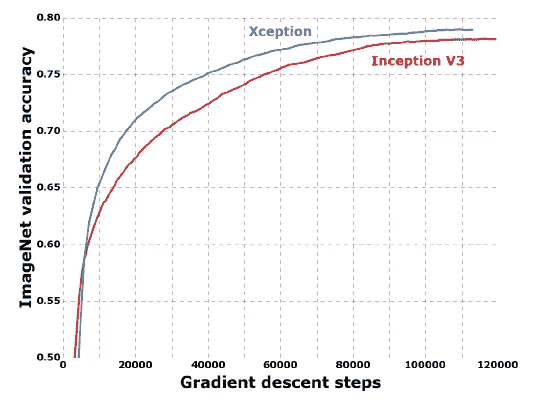 0.80
Xception
Inception V3
0.75
0.70
0.65
0.60
0.55
0.50
ImageNet validation accuracy
0 20000 40000 60000 80000 100000 120000
Gradient descent steps